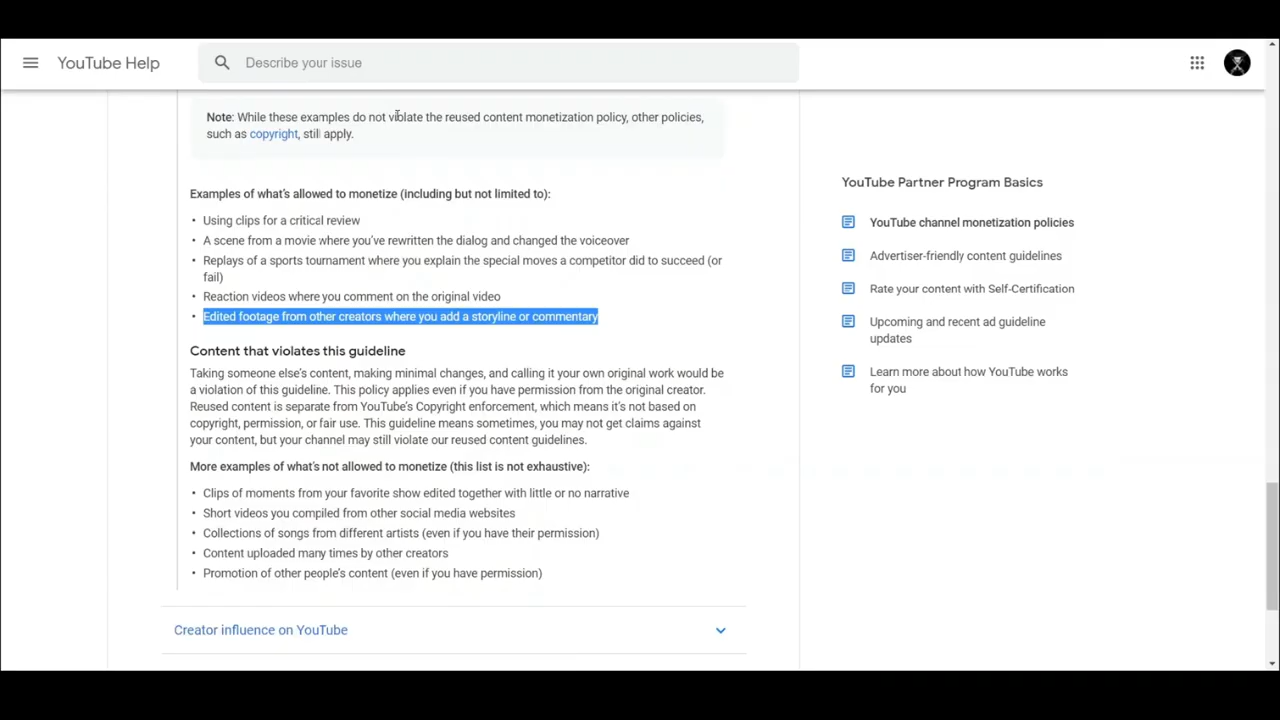 YouTube Help
Describe your issue
Note: While these examples do not violate the reused content monetization policy, other policies,
such as copyright, still apply.
Examples of what's allowed to monetize (including but not limited to):
• Using clips for a critical review
• A scene from a movie where you've rewritten the dialog and changed the voiceover
• Replays of a sports tournament where you explain the special moves a competitor did to succeed (or
fail)
• Reaction videos where you comment on the original video
• Edited footage from other creators where you add a storyline or commentary
Content that violates this guideline
Taking someone else's content, making minimal changes, and calling it your own original work would be
a violation of this guideline. This policy applies even if you have permission from the original creator.
Reused content is separate from YouTube's Copyright enforcement, which means it's not based on
copyright, permission, or fair use. This guideline means sometimes, you may not get claims against
your content, but your channel may still violate our reused content guidelines.
More examples of what's not allowed to monetize (this list is not exhaustive):
• Clips of moments from your favorite show edited together with little or no narrative
• Short videos you compiled from other social media websites
• Collections of songs from different artists (even if you have their permission)
• Content uploaded many times by other creators
• Promotion of other people's content (even if you have permission)
Creator influence on YouTube
YouTube Partner Program Basics
YouTube channel monetization policies
Advertiser-friendly content guidelines
Rate your content with Self-Certification
Upcoming and recent ad guideline
updates
Learn more about how YouTube works
for you